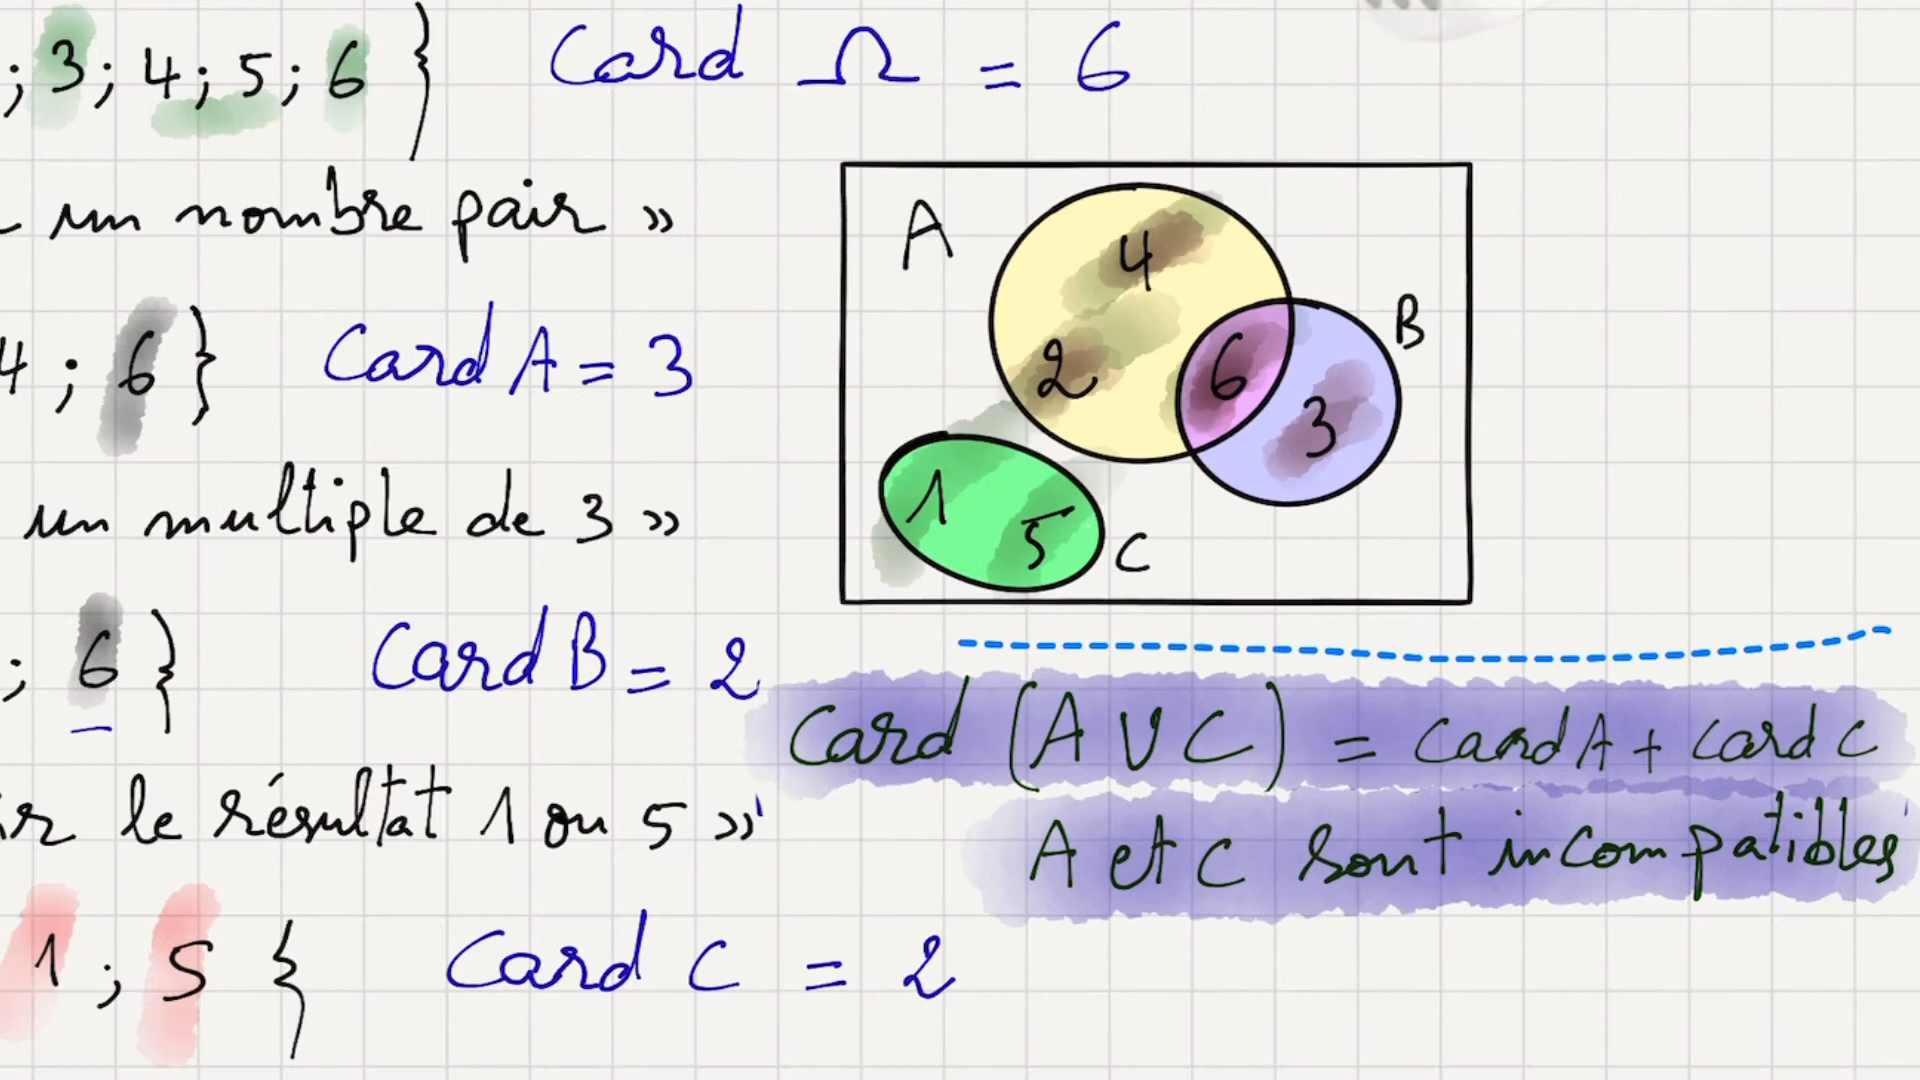 ; 3 ; 4 ; 5 ; 6 } Card Ω = 6
un nombre pair »
4 ; 6 } Card A = 3
un multiple de 3 »
; 6 } Card B = 2
ir le résultat 1 ou 5 »
1 ; 5 } Card C = 2
A
4
2
6
B
3
1
5
C
Card (A ∪ C) = Card A + Card C
A et C sont incompatibles